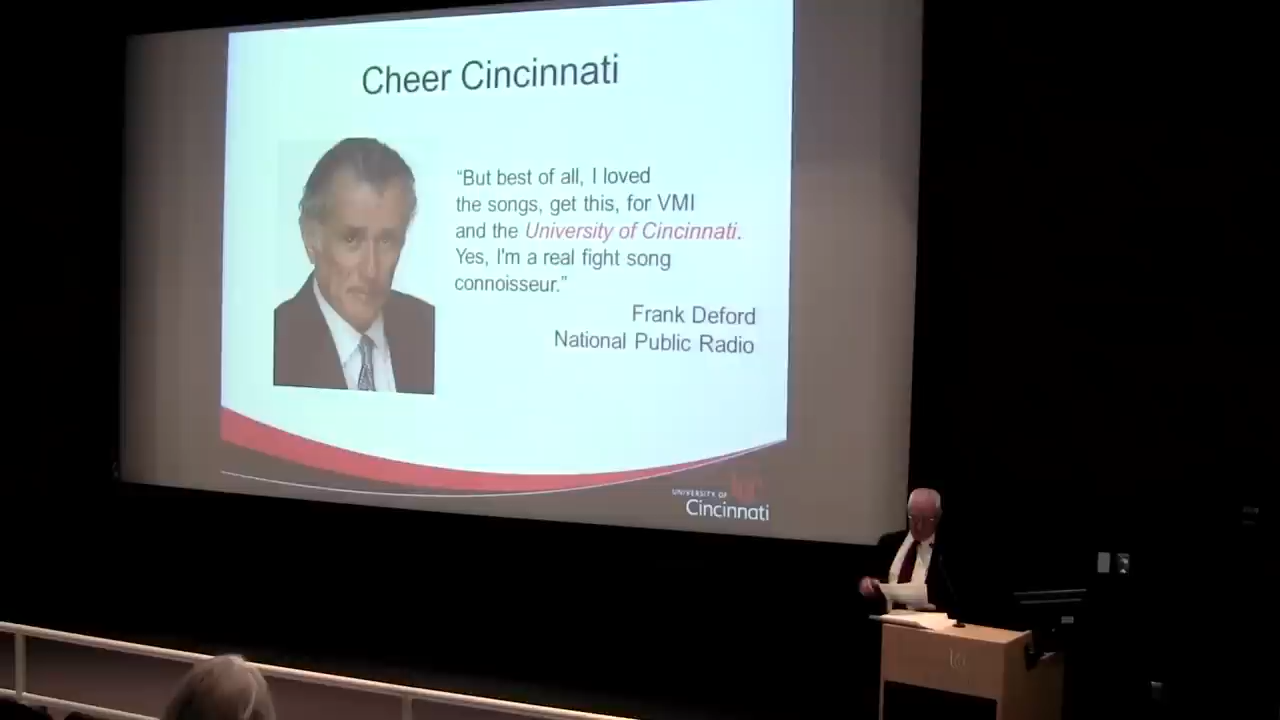 Cheer Cincinnati
“But best of all, I loved
the songs, get this, for VMI
and the University of Cincinnati.
Yes, I'm a real fight song
connoisseur.”
Frank Deford
National Public Radio
UNIVERSITY OF
Cincinnati